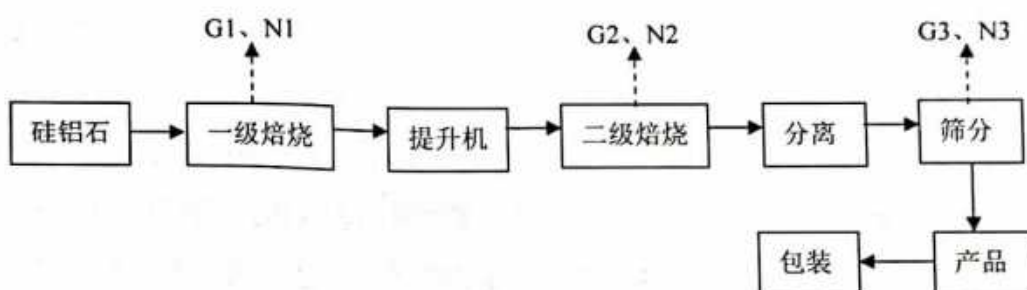 G1、N1
G2、N2
G3、N3
硅铝石
一级焙烧
提升机
二级焙烧
分离
筛分
包装
产品